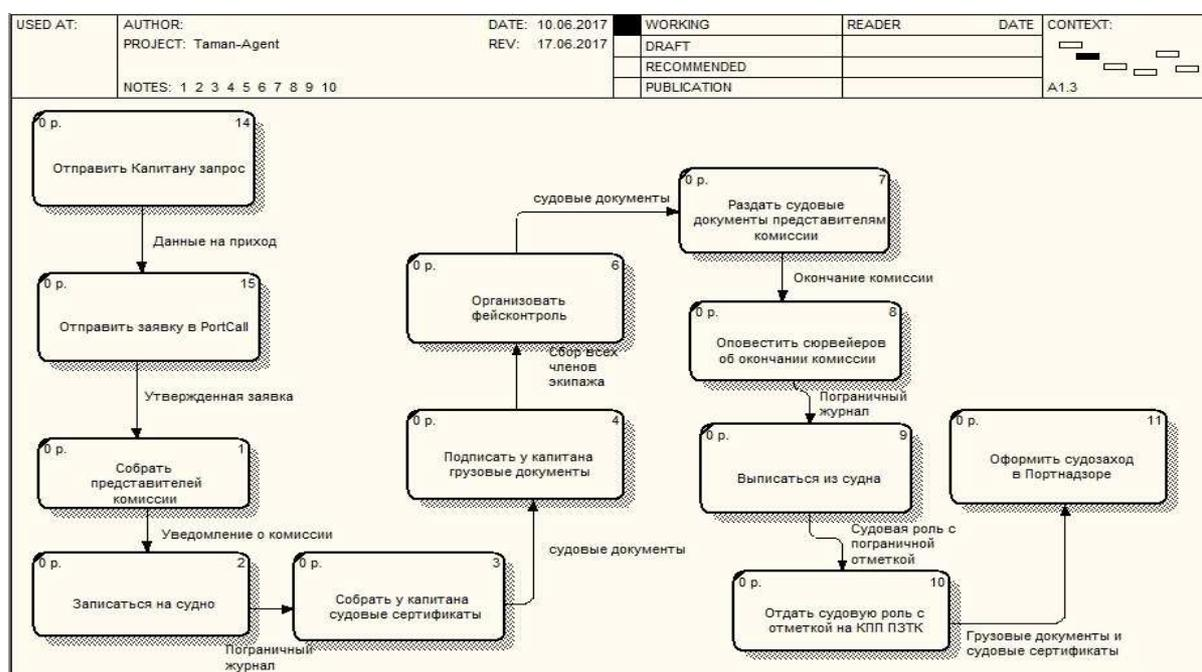 USED AT:
AUTHOR:
DATE: 10.06.2017
PROJECT: Taman-Agent
REV: 17.06.2017
NOTES: 1 2 3 4 5 6 7 8 9 10
WORKING
DRAFT
RECOMMENDED
PUBLICATION
READER
DATE
CONTEXT:
A1.3
0 р.
14
Отправить Капитану запрос
Данные на приход
0 р.
15
Отправить заявку в PortCall
Утвержденная заявка
0 р.
1
Собрать
представителей
комиссии
Уведомление о комиссии
0 р.
2
Записаться на судно
Пограничный
журнал
0 р.
3
Собрать у капитана
судовые сертификаты
судовые документы
0 р.
4
Подписать у капитана
грузовые документы
Сбор всех
членов
экипажа
0 р.
6
Организовать
фейсконтроль
судовые документы
0 р.
7
Раздать судовые
документы представителям
комиссии
Окончание комиссии
0 р.
8
Оповестить сюрвейеров
об окончании комиссии
Пограничный
журнал
0 р.
9
Выписаться из судна
Судовая роль с
пограничной
отметкой
0 р.
10
Отдать судовую роль с
отметкой на КПП ПЗТК
Грузовые документы и
судовые сертификаты
0 р.
11
Оформить судозаход
в Портнадзоре